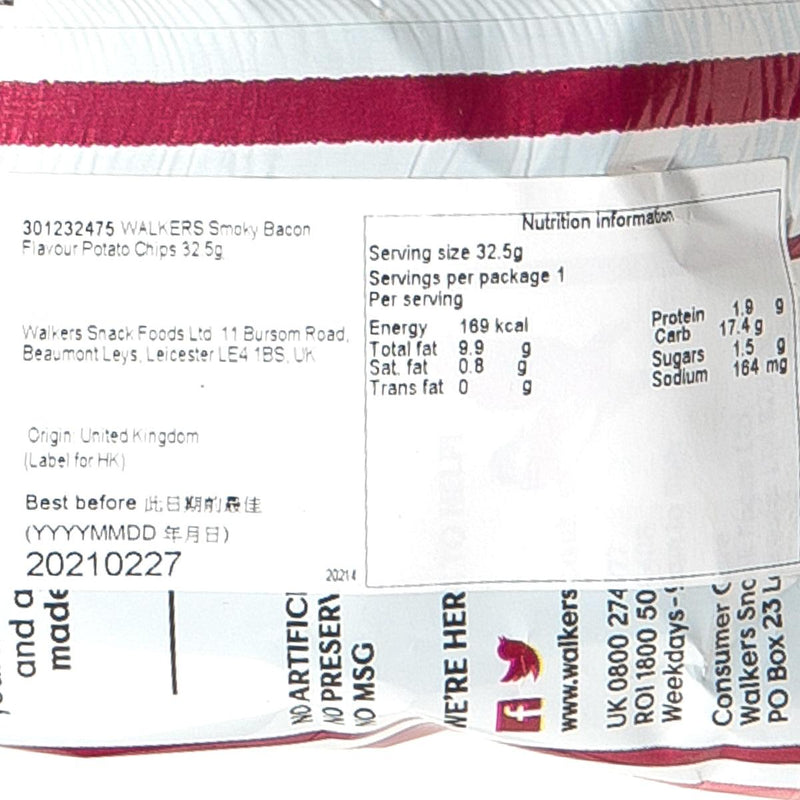 301232475 WALKERS Smoky Bacon
Flavour Potato Chips 32.5g
Walkers Snack Foods Ltd. 11 Bursom Road,
Beaumont Leys, Leicester LE4 1BS, UK
Origin: United Kingdom
(Label for HK)
Best before 此日期前最佳
(YYYYMMDD 年月日)
20210227
20214
Nutrition Information
Serving size 32.5g
Servings per package 1
Per serving
Energy 169 kcal
Total fat 9.9 g
Sat. fat 0.8 g
Trans fat 0 g
Protein 1.9 g
Carb 17.4 g
Sugars 1.5 g
Sodium 164 mg
and a
made
NO ARTIFICI
NO PRESERV
NO MSG
WE'RE HER
www.walkers
UK 0800 274
ROI 1800 50
Weekdays-9
Consumer C
Walkers Snc
PO Box 23 L